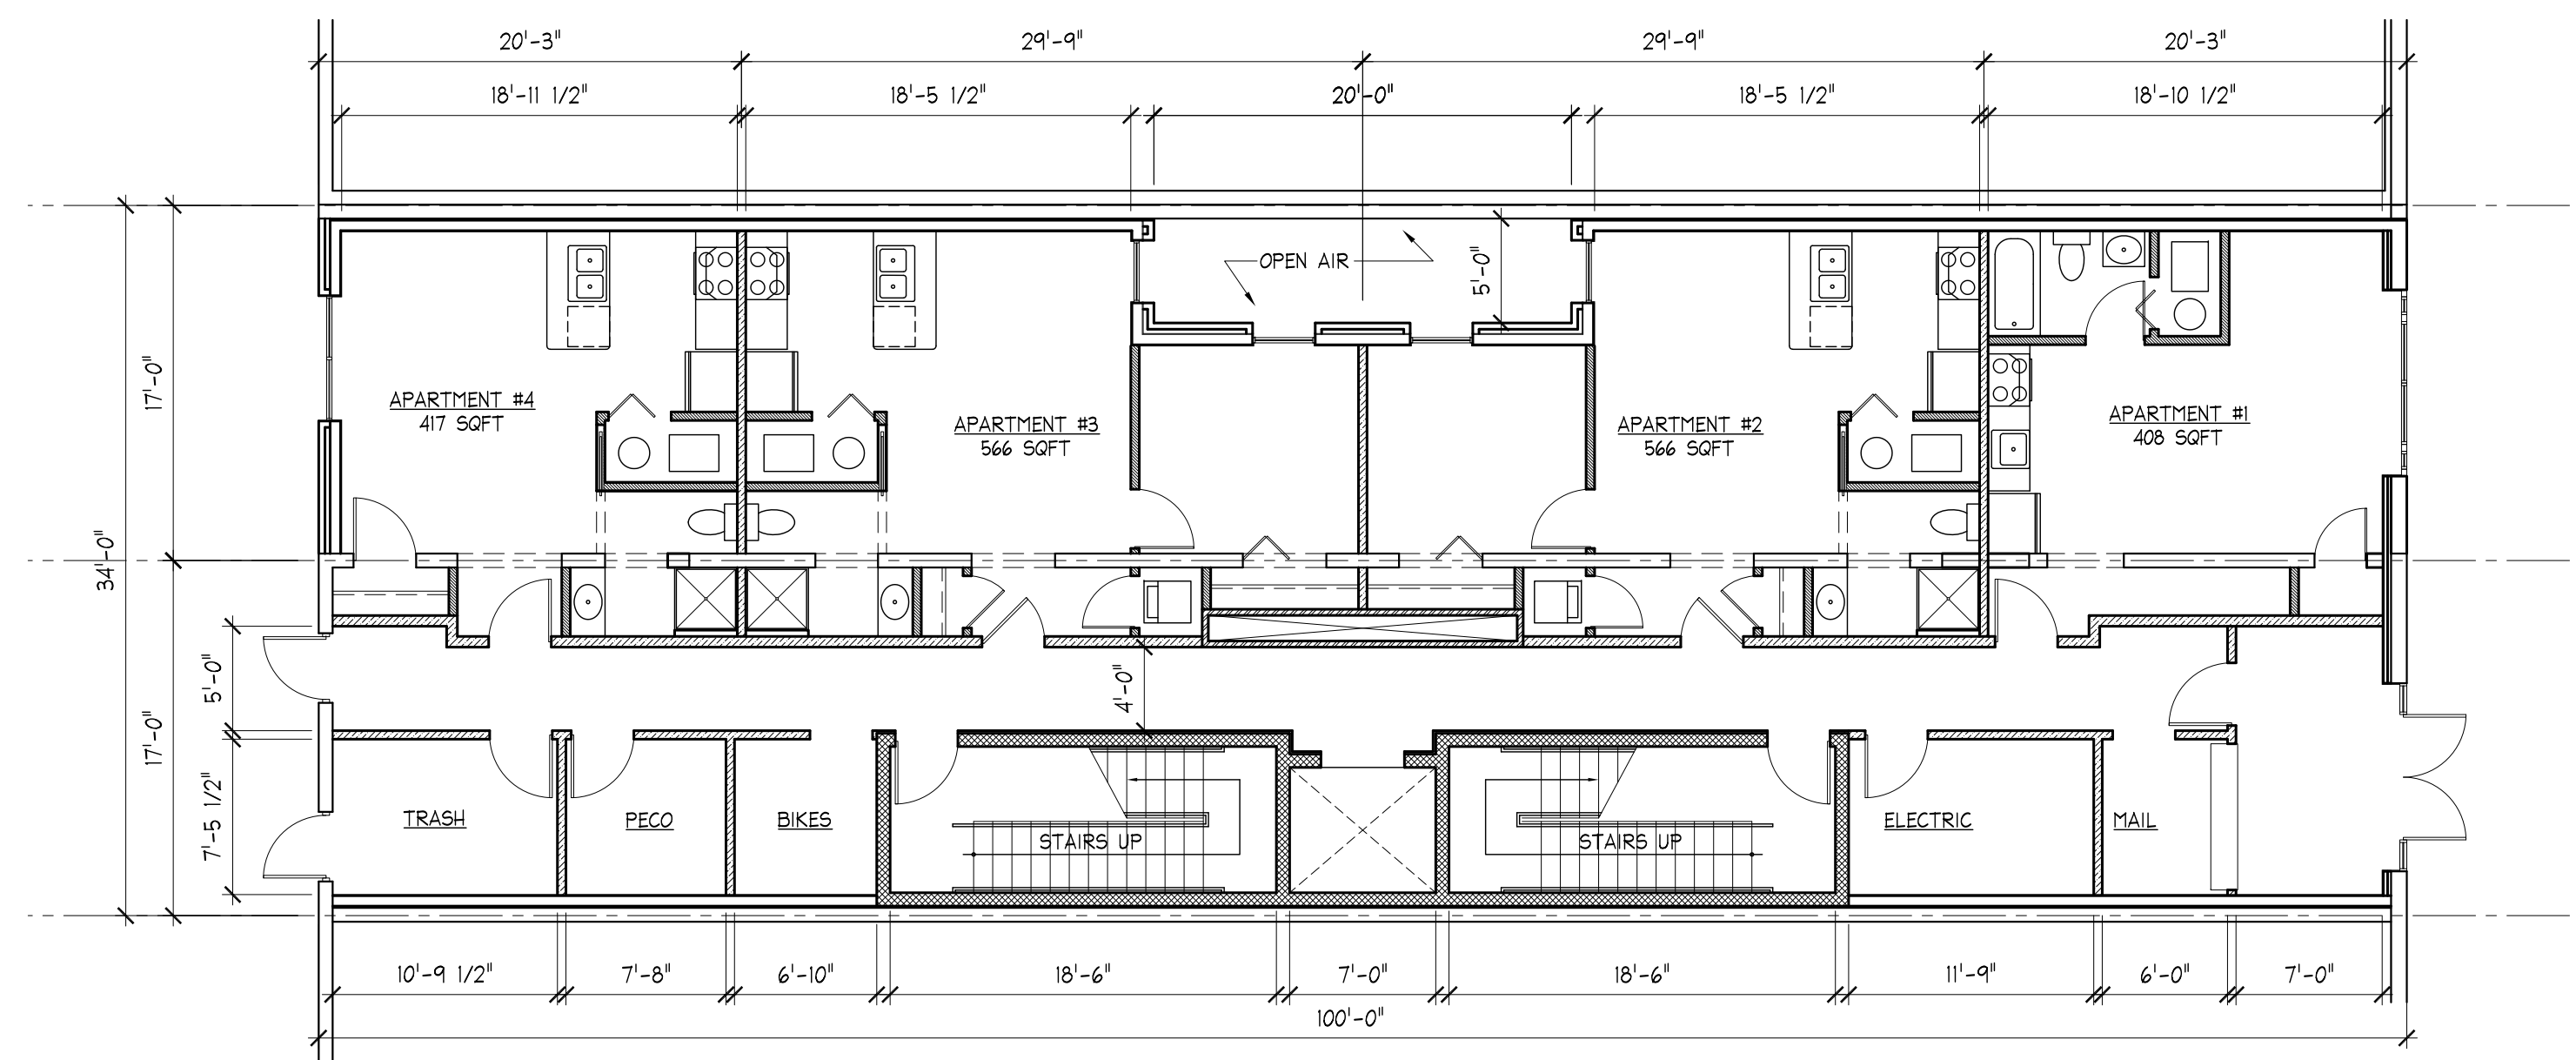 20'-3"
29'-9"
29'-9"
20'-3"
18'-11 1/2"
18'-5 1/2"
20'-0"
18'-5 1/2"
18'-10 1/2"
OPEN AIR
5'-0"
17'-0"
34'-0"
APARTMENT #4
417 SQFT
APARTMENT #3
566 SQFT
APARTMENT #2
566 SQFT
APARTMENT #1
408 SQFT
5'-0"
4'-0"
17'-0"
7'-5 1/2"
TRASH
PECO
BIKES
STAIRS UP
STAIRS UP
ELECTRIC
MAIL
10'-9 1/2"
7'-8"
6'-10"
18'-6"
7'-0"
18'-6"
11'-9"
6'-0"
7'-0"
100'-0"